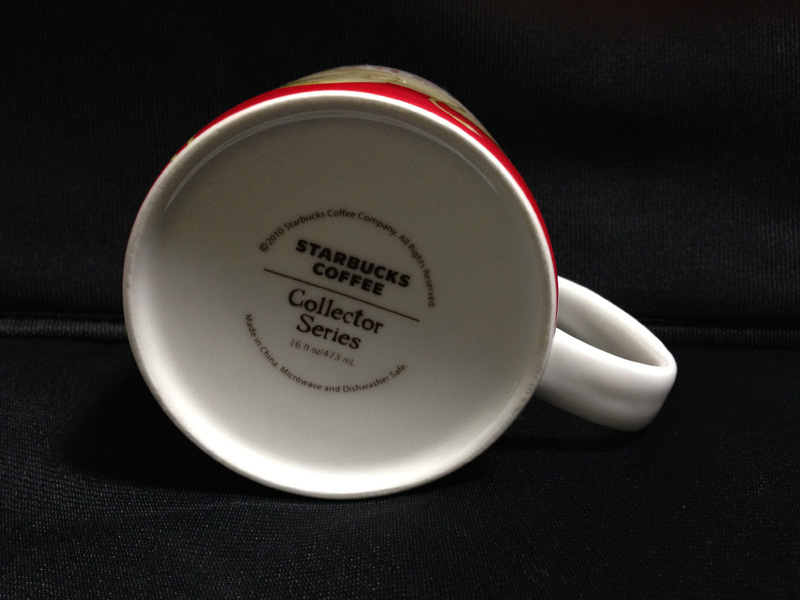 ©2010 Starbucks Coffee Company. All Rights Reserved.
STARBUCKS
COFFEE
Collector
Series
16 fl oz/473 mL
Made in China. Microwave and Dishwasher Safe